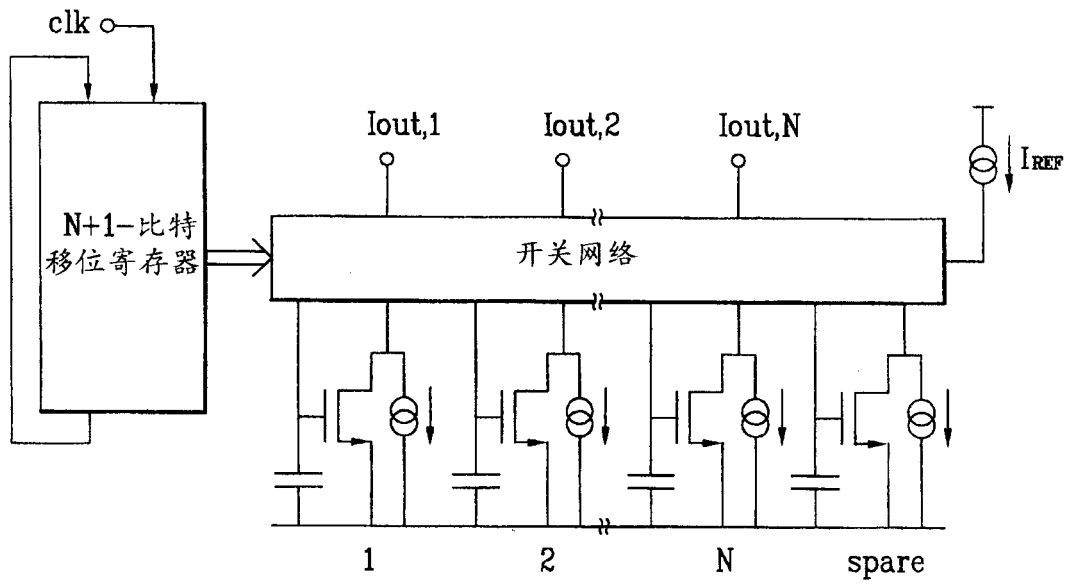 clk
Iout,1
Iout,2
Iout,N
IREF
N+1-比特
移位寄存器
开关网络
1
2
N
spare